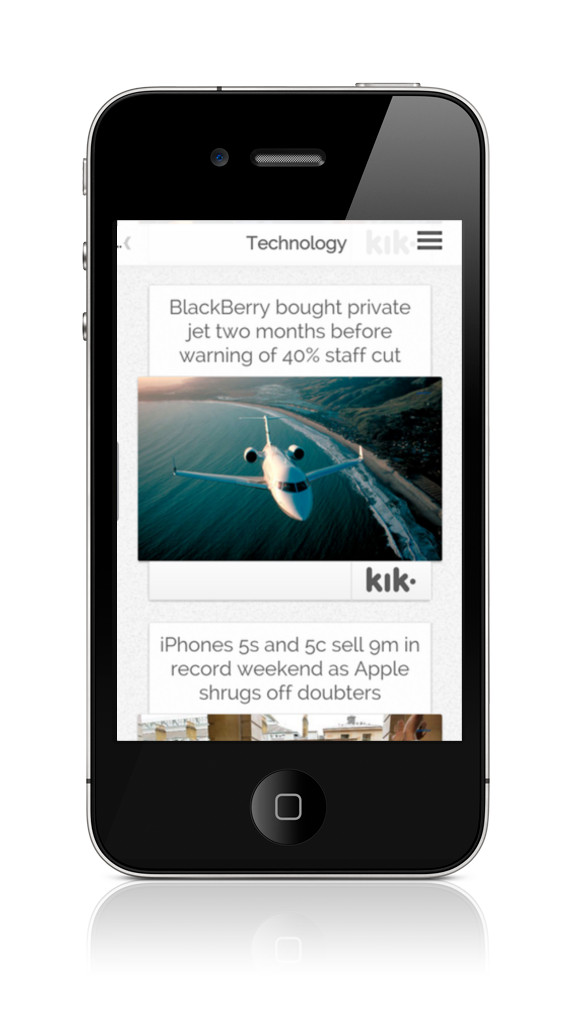 Technology
kik·
BlackBerry bought private
jet two months before
warning of 40% staff cut
kik·
iPhones 5s and 5c sell 9m in
record weekend as Apple
shrugs off doubters